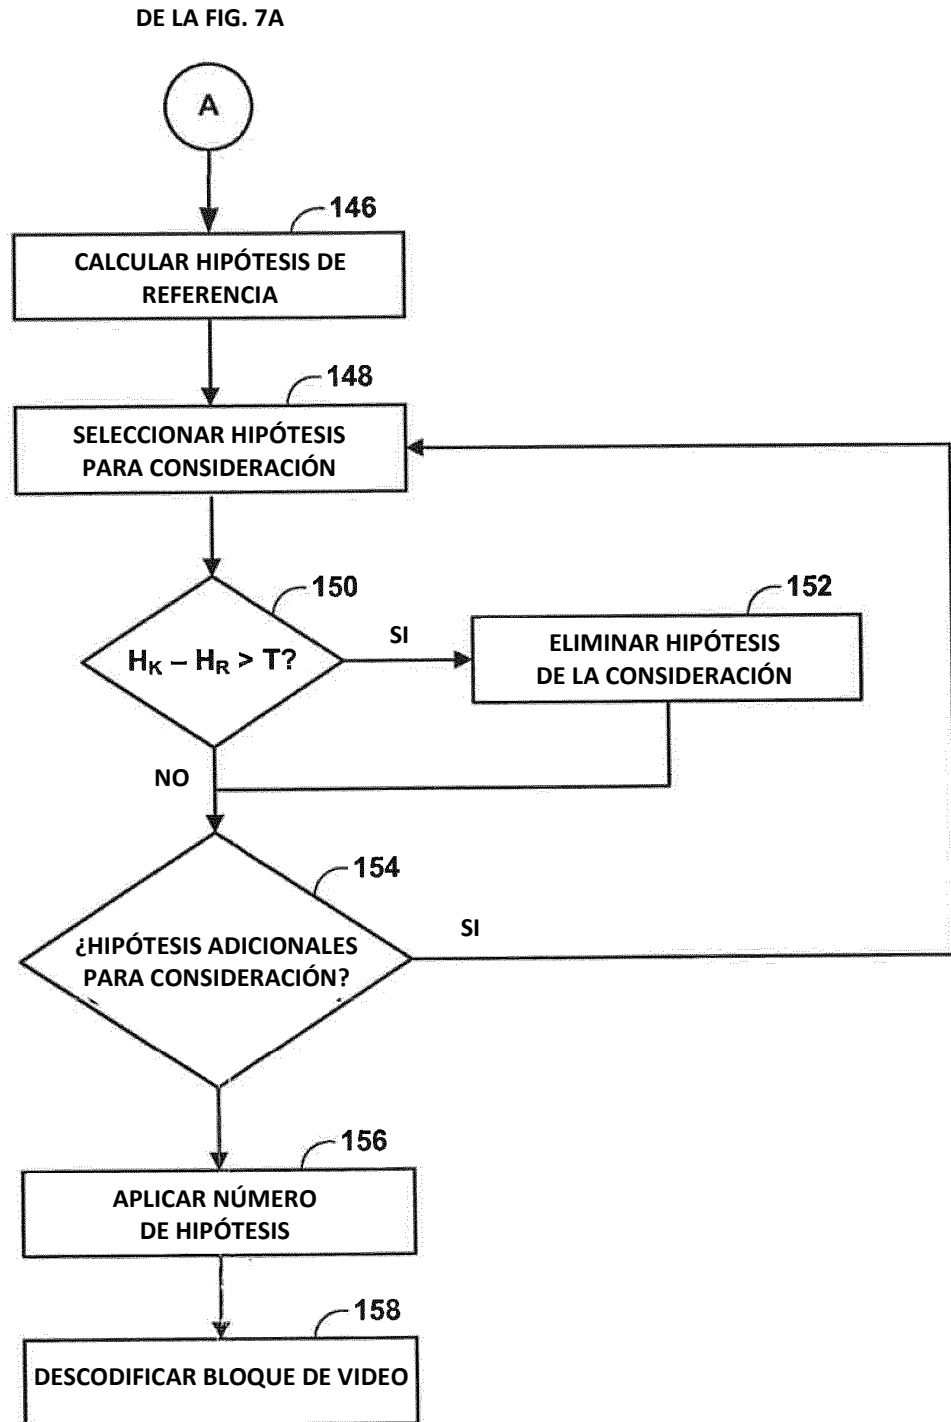 DE LA FIG. 7A
A
146
CALCULAR HIPÓTESIS DE
REFERENCIA
148
SELECCIONAR HIPÓTESIS
PARA CONSIDERACIÓN
150
H_K – H_R > T?
SI
152
ELIMINAR HIPÓTESIS
DE LA CONSIDERACIÓN
NO
154
¿HIPÓTESIS ADICIONALES
PARA CONSIDERACIÓN?
SI
156
APLICAR NÚMERO
DE HIPÓTESIS
158
DESCODIFICAR BLOQUE DE VIDEO